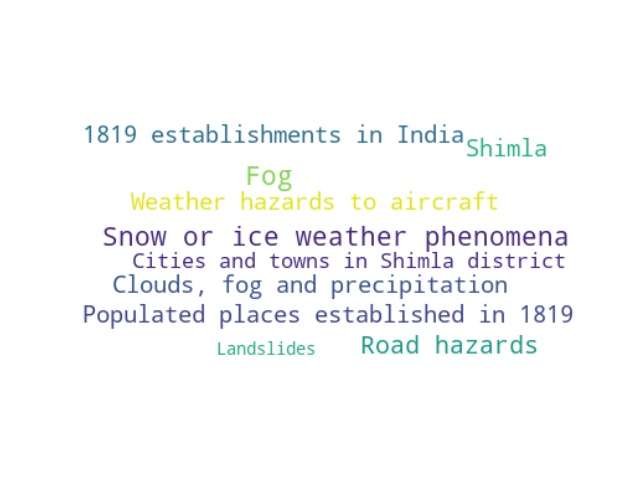 1819 establishments in India
Shimla
Fog
Weather hazards to aircraft
Snow or ice weather phenomena
Cities and towns in Shimla district
Clouds, fog and precipitation
Populated places established in 1819
Landslides
Road hazards